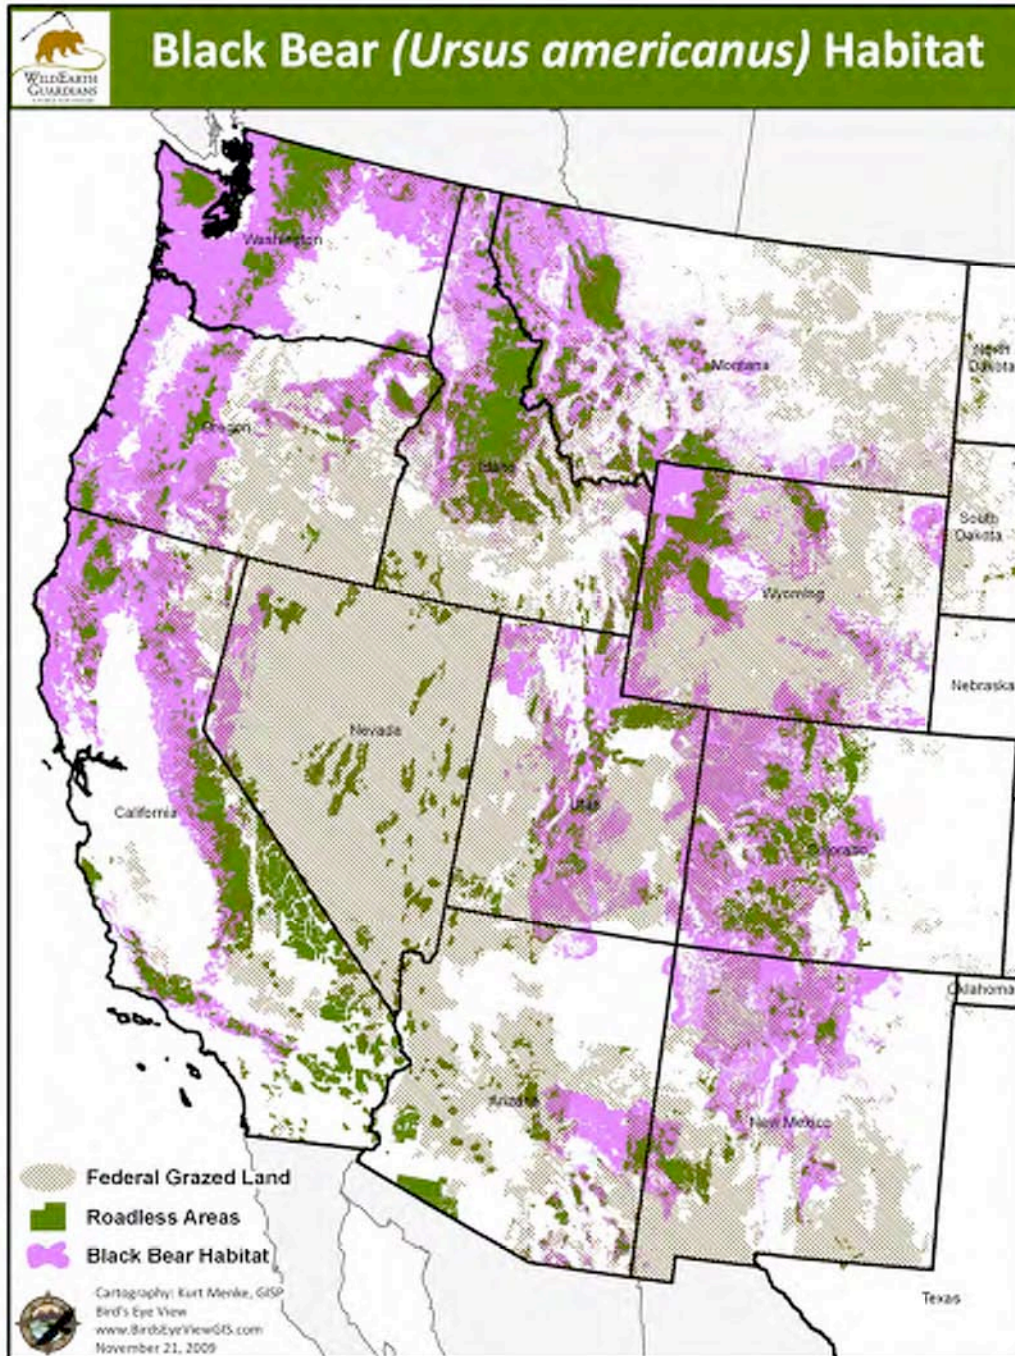 Black Bear (Ursus americanus) Habitat
WILDEARTH
GUARDIANS
Washington
Montana
North
Dakota
Oregon
Idaho
South
Dakota
Wyoming
Nebraska
Nevada
California
Utah
Colorado
Oklahoma
Arizona
New Mexico
Federal Grazed Land
Roadless Areas
Black Bear Habitat
Cartography: Kurt Menke, GISP
Bird's Eye View
www.BirdsEyeViewGIS.com
November 21, 2009
Texas